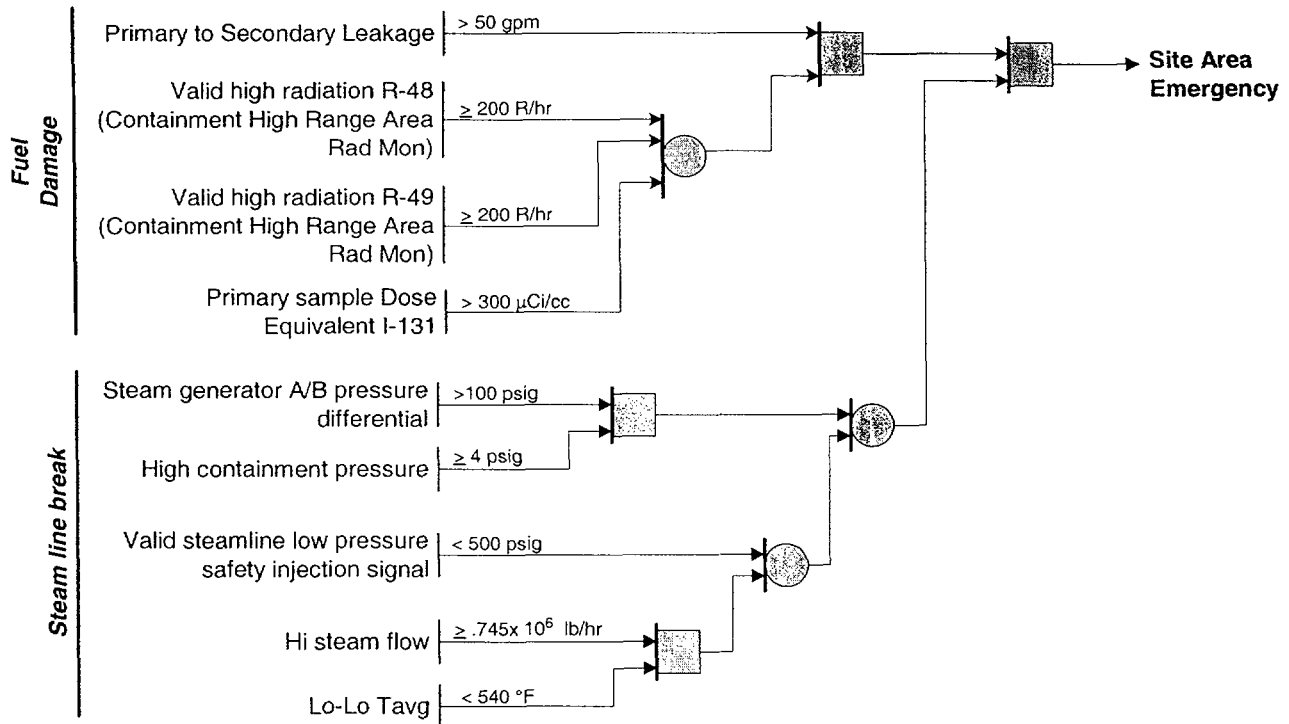 Fuel
Damage
Primary to Secondary Leakage
> 50 gpm
Valid high radiation R-48
(Containment High Range Area
Rad Mon)
≥ 200 R/hr
Valid high radiation R-49
(Containment High Range Area
Rad Mon)
≥ 200 R/hr
Primary sample Dose
Equivalent I-131
> 300 μCi/cc
Site Area
Emergency
Steam line break
Steam generator A/B pressure
differential
>100 psig
High containment pressure
≥ 4 psig
Valid steamline low pressure
safety injection signal
< 500 psig
Hi steam flow
≥ .745x 10⁶ lb/hr
Lo-Lo Tavg
< 540 °F